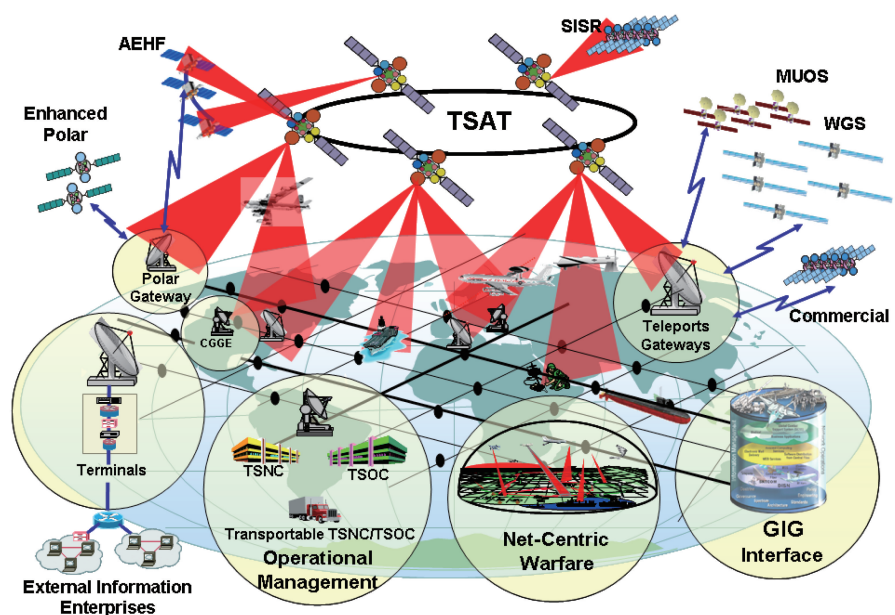 AEHF
SISR
MUOS
Enhanced
Polar
TSAT
WGS
Polar
Gateway
CGGE
Teleports
Gateways
Commercial
Terminals
TSNC
TSOC
Transportable TSNC/TSOC
Operational
Management
Net-Centric
Warfare
GIG
Interface
External Information
Enterprises